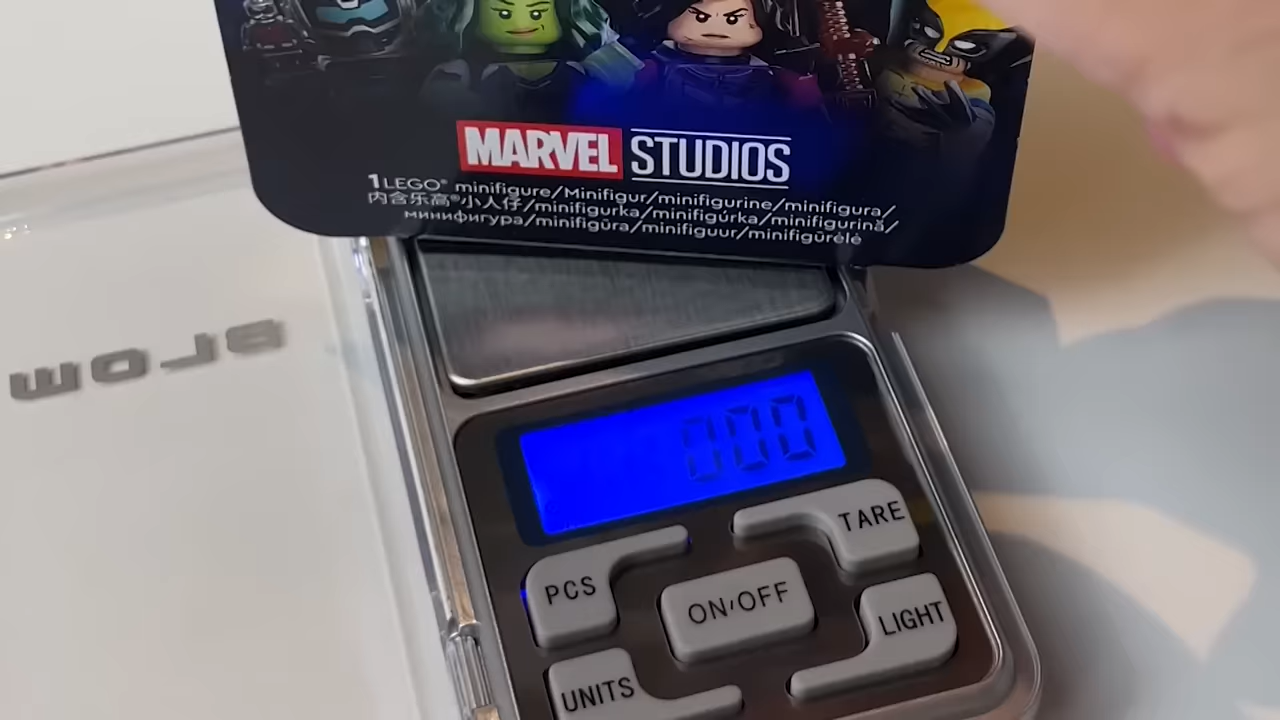 MARVEL STUDIOS
1 LEGO® minifigure/Minifigur/minifigurine/minifigura/
内含乐高®小人仔/minifigurka/minifigúrka/minifigurină/
минифигура/minifigūra/minifiguur/minifigūrėlė
BLOW
000
TARE
PCS
ON/OFF
LIGHT
UNITS